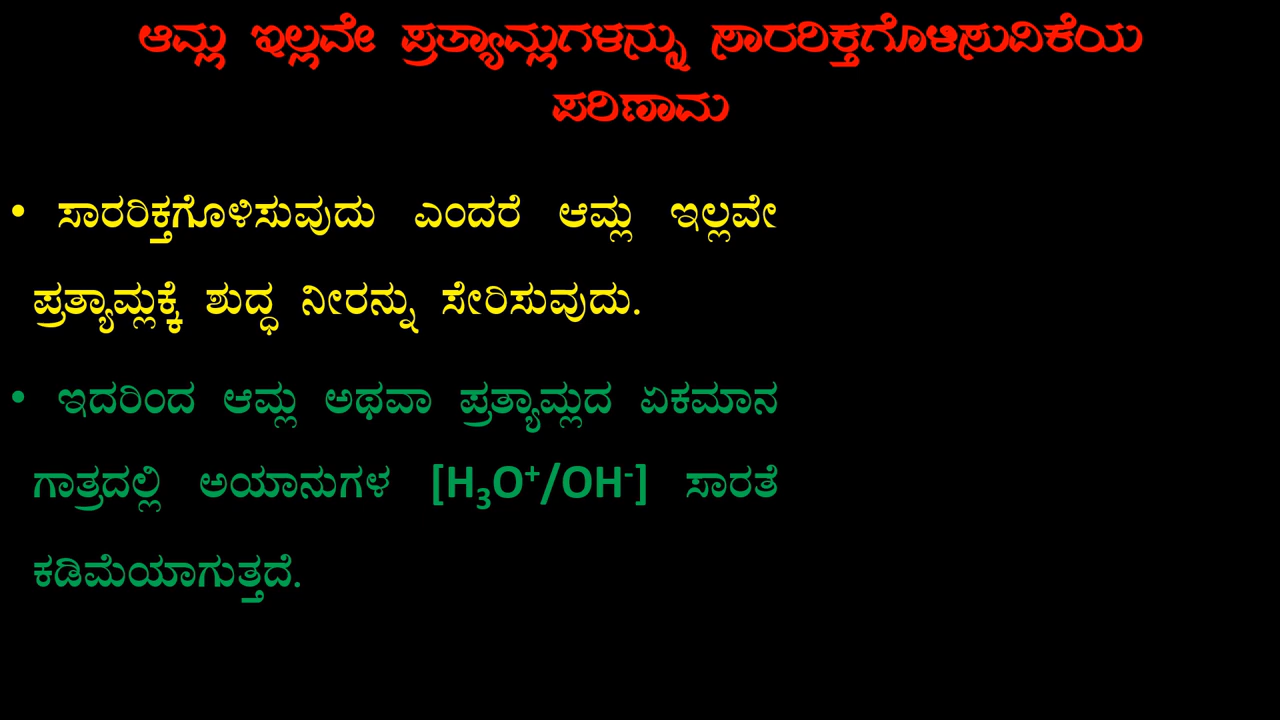 ಆಮ್ಲ ಇಲ್ಲವೇ ಪ್ರತ್ಯಾಮ್ಲಗಳನ್ನು ಸಾರರಿಕ್ತಗೊಳಿಸುವಿಕೆಯ
ಪರಿಣಾಮ
• ಸಾರರಿಕ್ತಗೊಳಿಸುವುದು ಎಂದರೆ ಆಮ್ಲ ಇಲ್ಲವೇ
ಪ್ರತ್ಯಾಮ್ಲಕ್ಕೆ ಶುದ್ಧ ನೀರನ್ನು ಸೇರಿಸುವುದು.
• ಇದರಿಂದ ಆಮ್ಲ ಅಥವಾ ಪ್ರತ್ಯಾಮ್ಲದ ಏಕಮಾನ
ಗಾತ್ರದಲ್ಲಿ ಅಯಾನುಗಳ [H₃O⁺/OH⁻] ಸಾರತೆ
ಕಡಿಮೆಯಾಗುತ್ತದೆ.